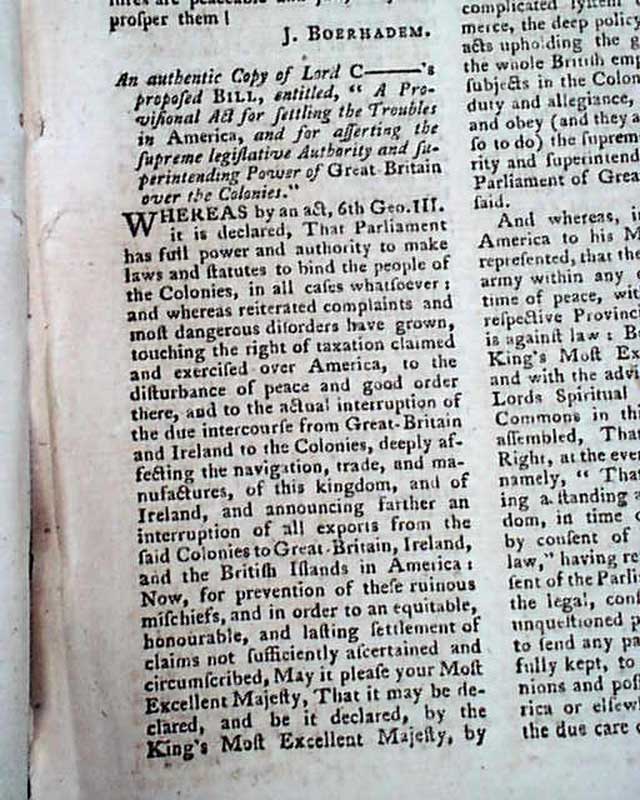 proſper them !
J. BOERHADEM.
An authentic Copy of Lord C——'s
propoſed BILL, entitled, “ A Pro-
viſional Act for ſettling the Troubles
in America, and for aſſerting the
ſupreme legiſlative Authority and ſu-
perintending Power of Great Britain
over the Colonies.”
WHEREAS by an act, 6th Geo. III.
it is declared, That Parliament
has full power and authority to make
laws and ſtatutes to bind the people of
the Colonies, in all caſes whatſoever :
and whereas reiterated complaints and
moſt dangerous diſorders have grown,
touching the right of taxation claimed
and exerciſed over America, to the
diſturbance of peace and good order
there, and to the actual interruption of
the due intercourſe from Great-Britain
and Ireland to the Colonies, deeply af-
fecting the navigation, trade, and ma-
nufactures, of this kingdom, and of
Ireland, and announcing farther an
interruption of all exports from the
ſaid Colonies to Great-Britain, Ireland,
and the Britiſh Iſlands in America :
Now, for prevention of theſe ruinous
miſchiefs, and in order to an equitable,
honourable, and laſting ſettlement of
claims not ſufficiently aſcertained and
circumſcribed, May it pleaſe your Moſt
Excellent Majeſty, That it may be de-
clared, and be it declared, by the
King's Moſt Excellent Majeſty, by
complicated ſyſtem
merce, the deep policy
acts upholding the g
the whole Britiſh emp
ſubjects in the Colon
duty and allegiance,
and obey (and they a
ſo to do) the ſuprem
rity and ſuperintend
Parliament of Grea
ſaid.
And whereas, i
America to his M
repreſented, that the
army within any
time of peace, wit
reſpective Provinci
is againſt law : B
King's Moſt Ex
and with the advi
Lords Spiritual
Commons in thi
aſſembled, That
Right, at the ever
namely, “ That
ing a ſtanding a
dom, in time
by conſent of
law,” having re
ſent of the Parli
the legal, conſ
unqueſtioned p
to ſend any pa
fully kept, to
nions and poſſ
rica or elſew
the due care